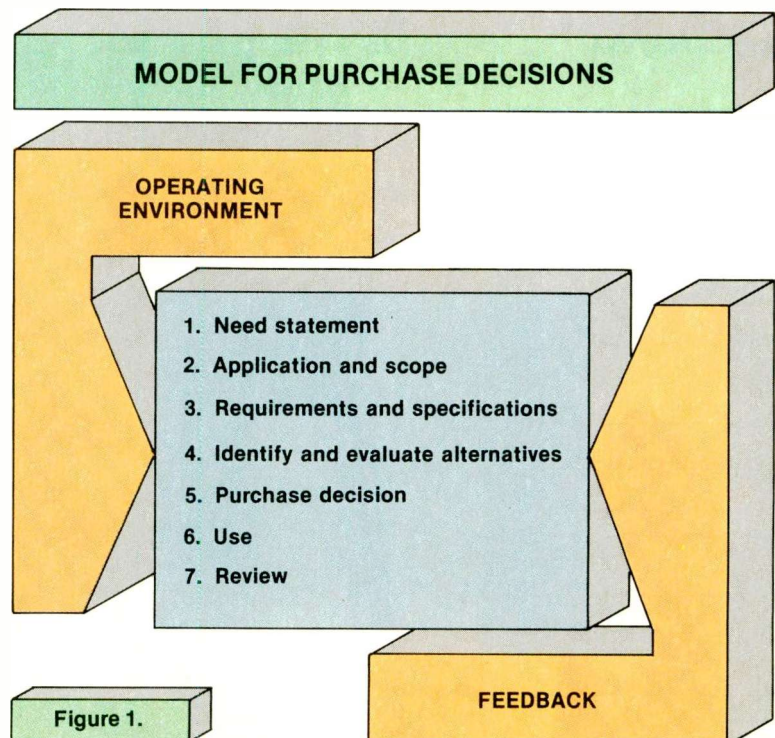 MODEL FOR PURCHASE DECISIONS
OPERATING
ENVIRONMENT
1. Need statement
2. Application and scope
3. Requirements and specifications
4. Identify and evaluate alternatives
5. Purchase decision
6. Use
7. Review
FEEDBACK
Figure 1.